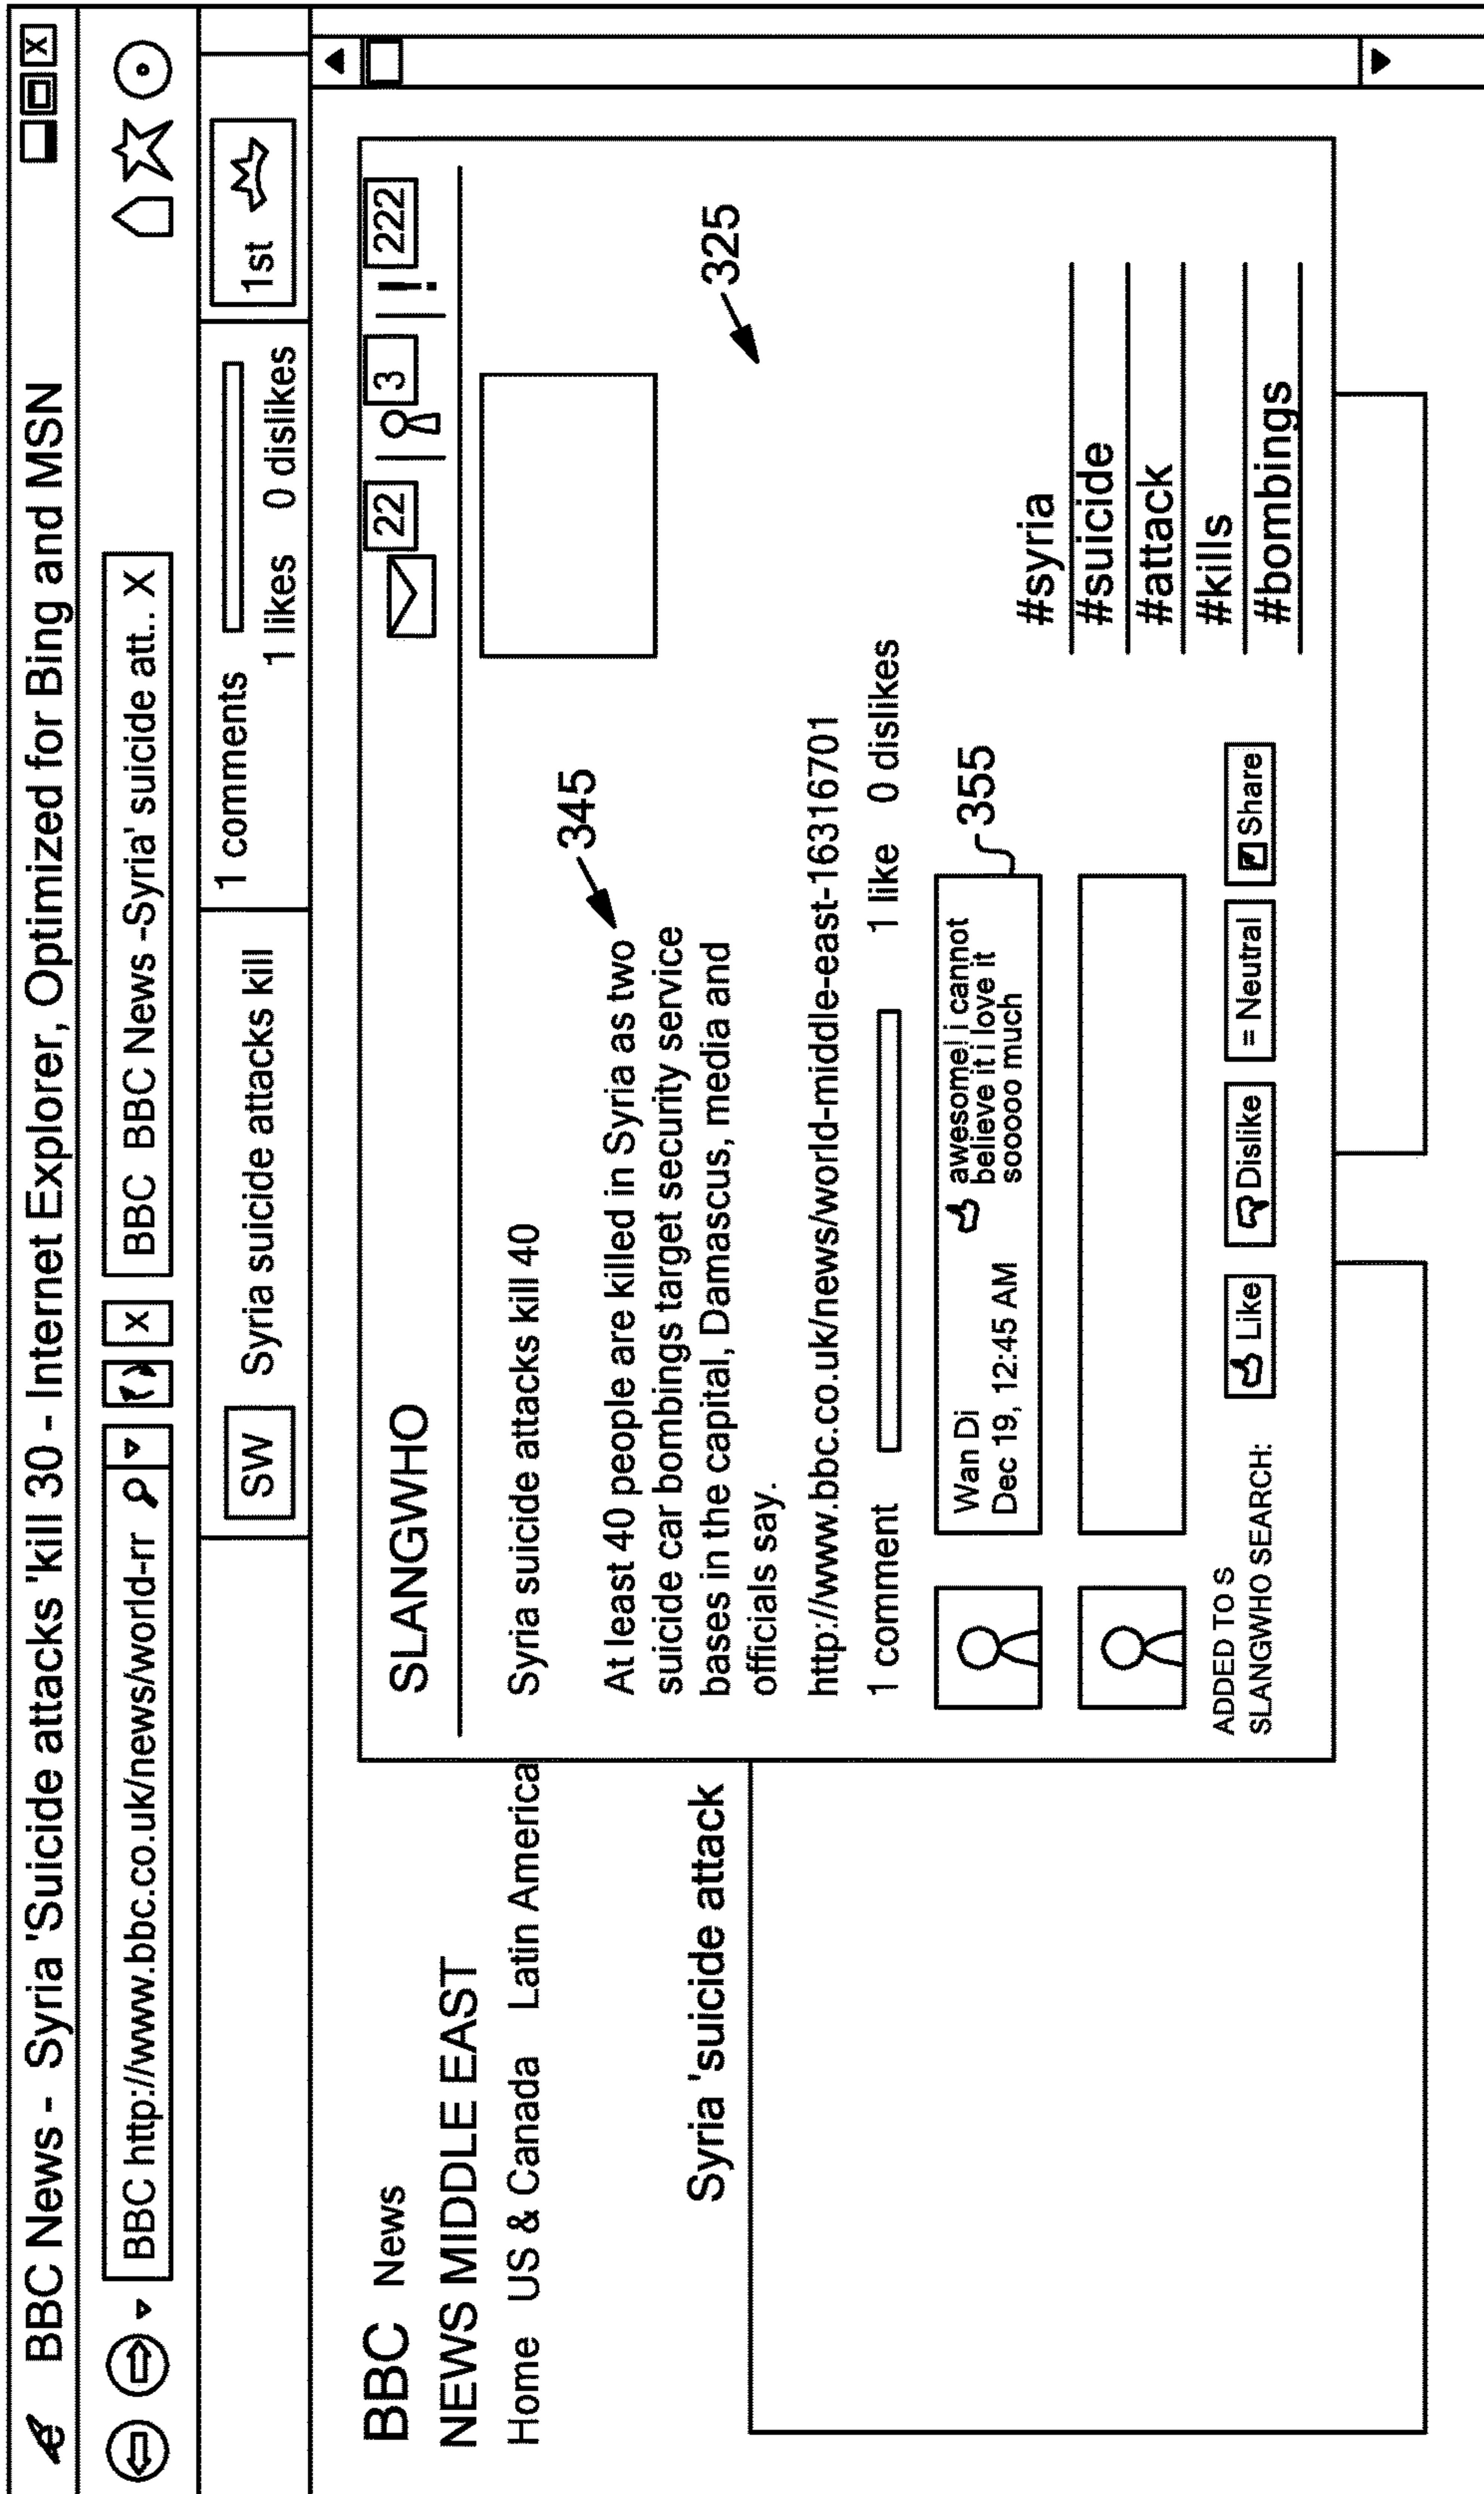 BBC News - Syria 'Suicide attacks 'kill 30 - Internet Explorer, Optimized for Bing and MSN
X
BBC http://www.bbc.co.uk/news/world-rr
X
BBC BBC News -Syria' suicide att.. X
SW
Syria suicide attacks kill
1 comments
1 likes 0 dislikes
1st
BBC News
NEWS MIDDLE EAST
Home US & Canada Latin America
Syria 'suicide attack
SLANGWHO
22
3
! 222
Syria suicide attacks kill 40
345
At least 40 people are killed in Syria as two
suicide car bombings target security service
bases in the capital, Damascus, media and
officials say.
325
http://www.bbc.co.uk/news/world-middle-east-16316701
1 comment
1 like 0 dislikes
Wan Di
Dec 19, 12:45 AM
awesome! i cannot
believe it i love it
sooooo much
355
ADDED TO S
SLANGWHO SEARCH:
Like
Dislike
= Neutral
Share
#syria
#suicide
#attack
#kills
#bombings